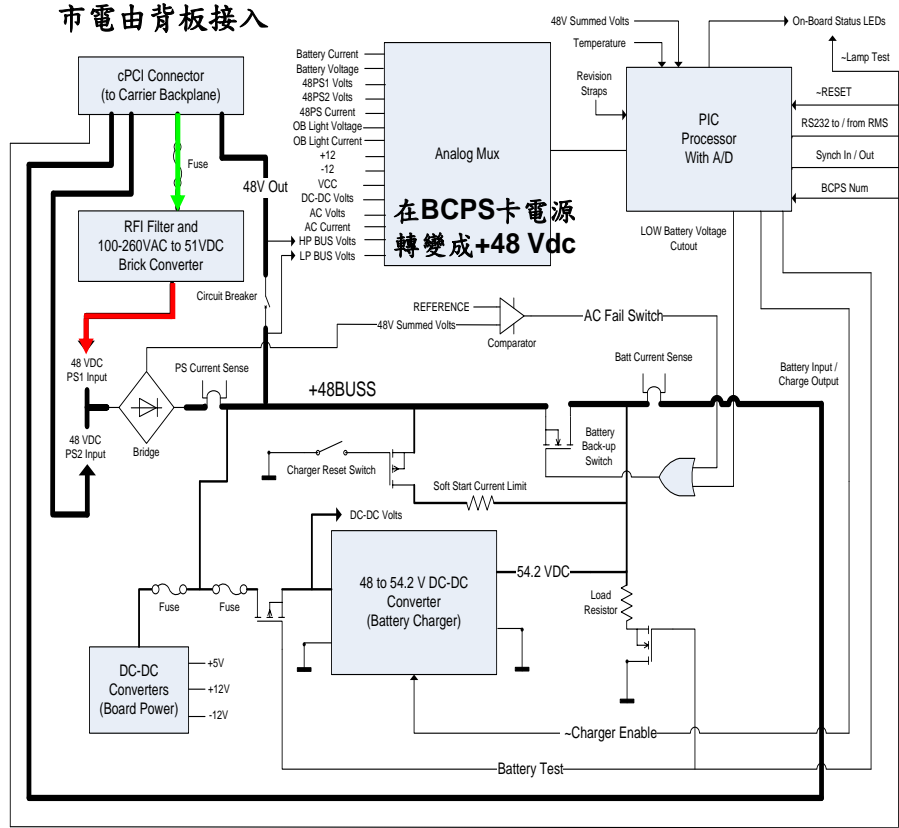 市電由背板接入
cPCI Connector
(to Carrier Backplane)
Fuse
48V Out
RFI Filter and
100-260VAC to 51VDC
Brick Converter
Circuit Breaker
48 VDC
PS1 Input
48 VDC
PS2 Input
Bridge
PS Current Sense
+48BUSS
Battery Current
Battery Voltage
48PS1 Volts
48PS2 Volts
48PS Current
OB Light Voltage
OB Light Current
+12
-12
VCC
DC-DC Volts
AC Volts
AC Current
HP BUS Volts
LP BUS Volts
Analog Mux
在BCPS卡電源
轉變成+48 Vdc
48V Summed Volts
Temperature
Revision
Straps
PIC
Processor
With A/D
On-Board Status LEDs
~Lamp Test
~RESET
RS232 to / from RMS
Synch In / Out
BCPS Num
LOW Battery Voltage
Cutout
REFERENCE
48V Summed Volts
Comparator
AC Fail Switch
Batt Current Sense
Battery Input /
Charge Output
Battery
Back-up
Switch
Charger Reset Switch
Soft Start Current Limit
DC-DC Volts
48 to 54.2 V DC-DC
Converter
(Battery Charger)
54.2 VDC
Load
Resistor
Fuse
Fuse
DC-DC
Converters
(Board Power)
+5V
+12V
-12V
~Charger Enable
Battery Test